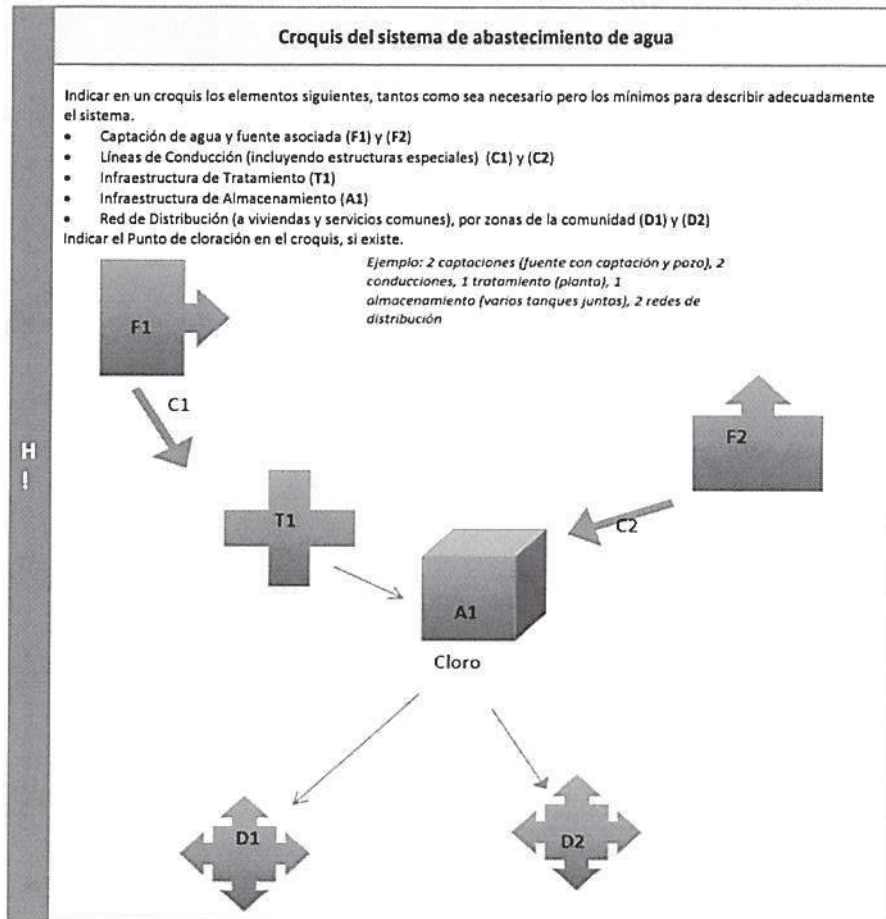 Croquis del sistema de abastecimiento de agua
Indicar en un croquis los elementos siguientes, tantos como sea necesario pero los mínimos para describir adecuadamente
el sistema.
• Captación de agua y fuente asociada (F1) y (F2)
• Líneas de Conducción (incluyendo estructuras especiales) (C1) y (C2)
• Infraestructura de Tratamiento (T1)
• Infraestructura de Almacenamiento (A1)
• Red de Distribución (a viviendas y servicios comunes), por zonas de la comunidad (D1) y (D2)
Indicar el Punto de cloración en el croquis, si existe.
Ejemplo: 2 captaciones (fuente con captación y pozo), 2
conducciones, 1 tratamiento (planta), 1
almacenamiento (varios tanques juntos), 2 redes de
distribución
F1
C1
F2
H
!
T1
C2
A1
Cloro
D1
D2